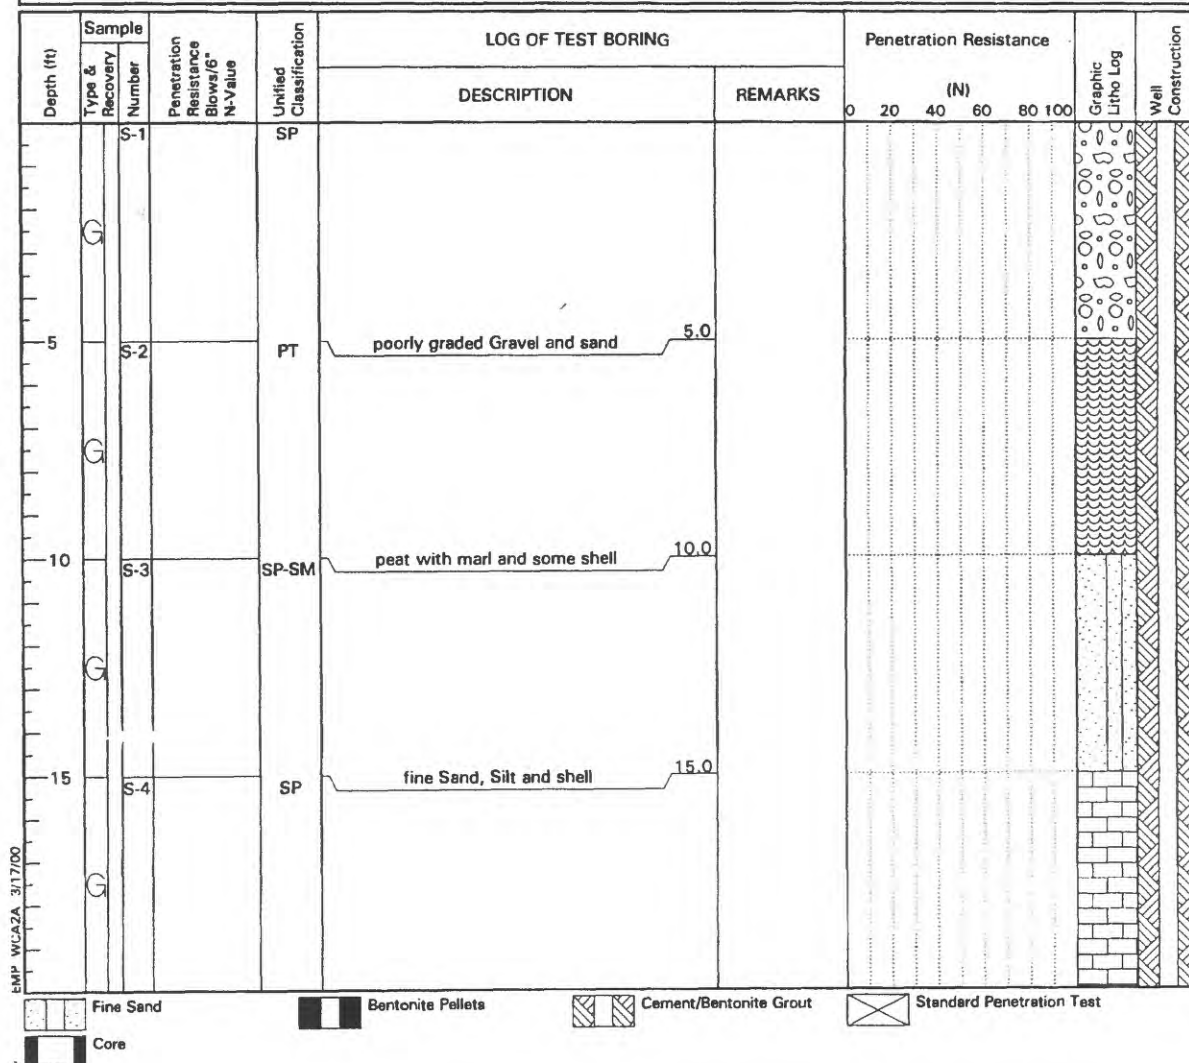 Depth (ft)
Sample
Type &
Recovery
Number
Penetration
Resistance
Blows/6"
N-Value
Unified
Classification
LOG OF TEST BORING
DESCRIPTION
REMARKS
Penetration Resistance
(N)
0 20 40 60 80 100
Graphic
Litho Log
Well
Construction
S-1 SP
G
5 S-2 PT poorly graded Gravel and sand 5.0
G
10 S-3 SP-SM peat with marl and some shell 10.0
G
15 S-4 SP fine Sand, Silt and shell 15.0
G
EMP WCA2A 3/17/00
Fine Sand Bentonite Pellets Cement/Bentonite Grout Standard Penetration Test
Core